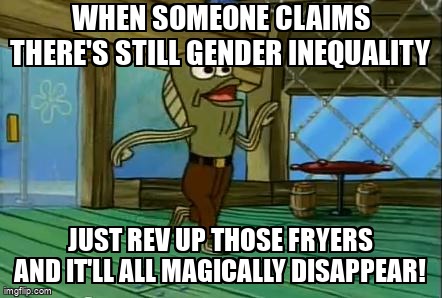 WHEN SOMEONE CLAIMS
THERE'S STILL GENDER INEQUALITY
JUST REV UP THOSE FRYERS
AND IT'LL ALL MAGICALLY DISAPPEAR!
imgflip.com